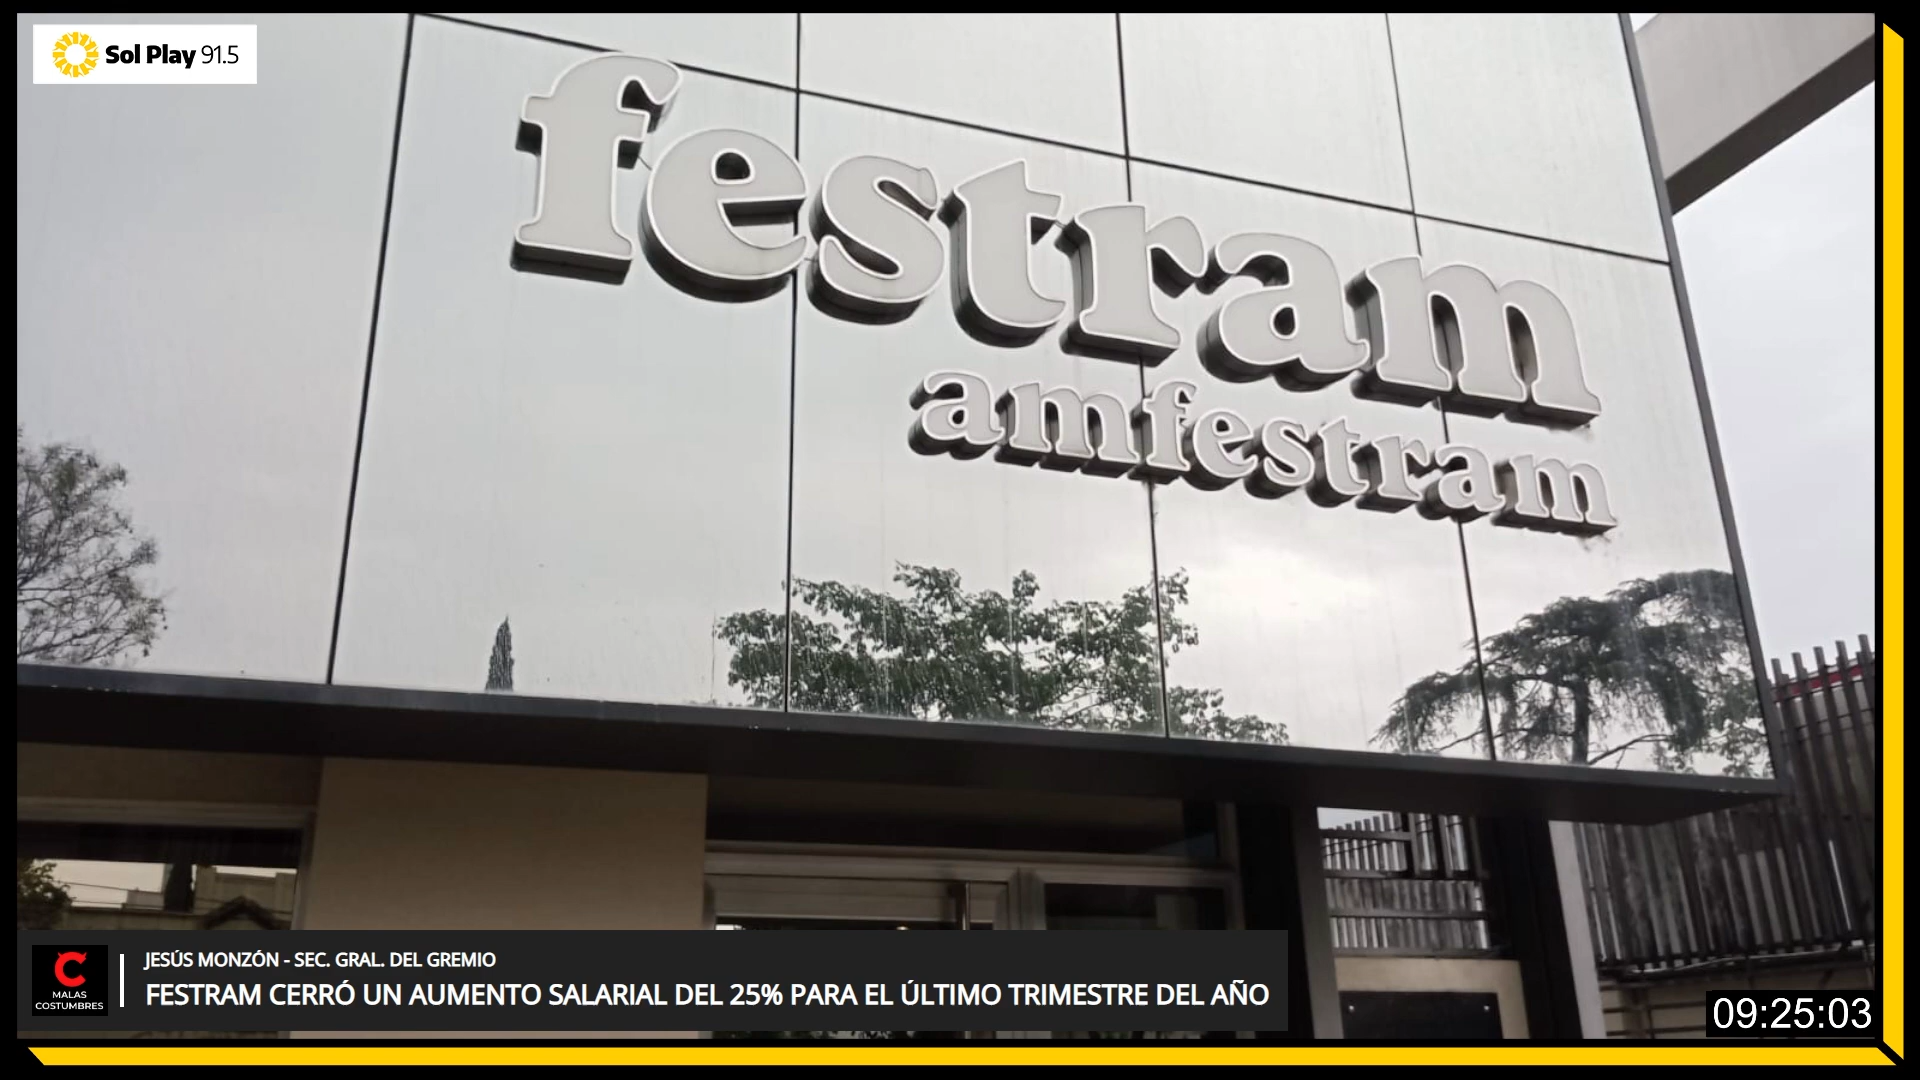 Sol Play 91.5
festram
amfestram
C
MALAS
COSTUMBRES
JESÚS MONZÓN - SEC. GRAL. DEL GREMIO
FESTRAM CERRÓ UN AUMENTO SALARIAL DEL 25% PARA EL ÚLTIMO TRIMESTRE DEL AÑO
09:25:03